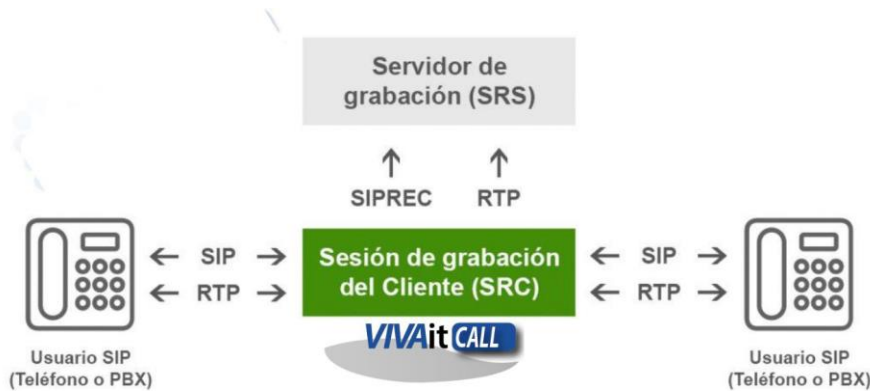 Servidor de
grabación (SRS)
SIPREC RTP
SIP
RTP
Sesión de grabación
del Cliente (SRC)
SIP
RTP
VIVAit CALL
Usuario SIP
(Teléfono o PBX)
Usuario SIP
(Teléfono o PBX)